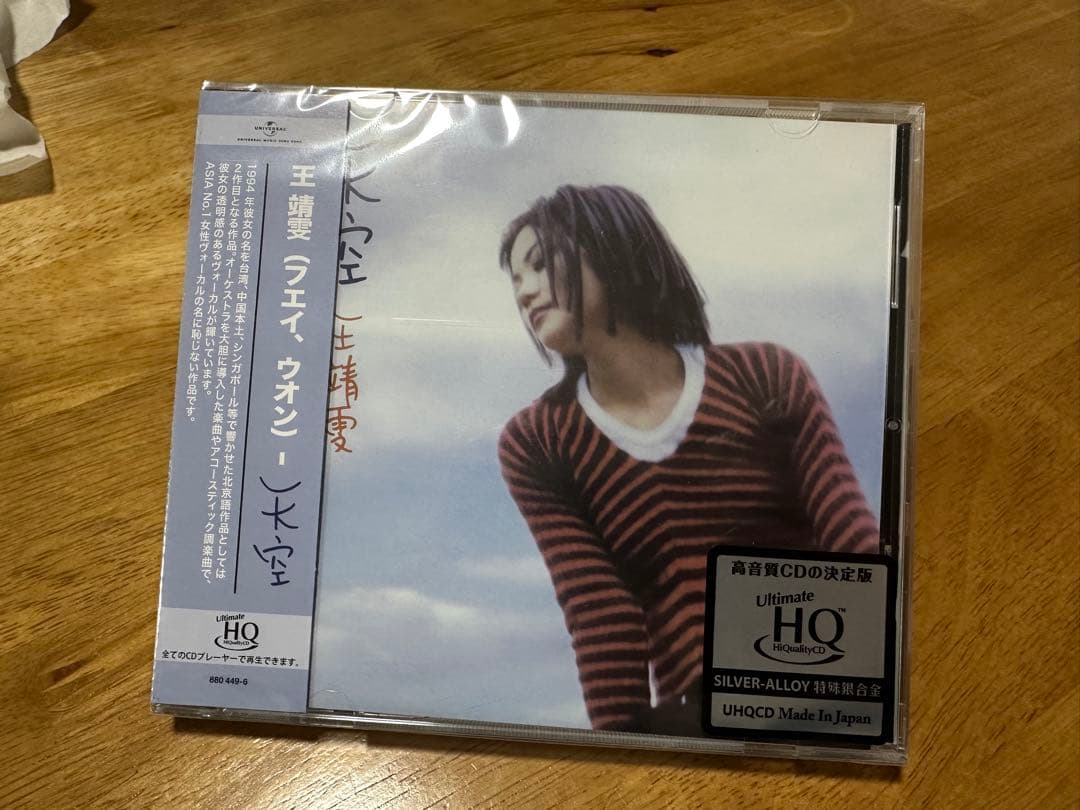 UNIVERSAL
UNIVERSAL MUSIC HONG KONG
王 靖雯 (フエイ、ウオン) -
天空
1994 年彼女の名を台湾、中国本土、シンガポール等で響かせた北京語作品としては
2作目となる作品。オーケストラを大胆に導入した楽曲やアコースティック調楽曲で、
彼女の透明感のあるヴォーカルが輝いています。
ASIA No.1 女性ヴォーカルの名に恥じない作品です。
Ultimate
HQ
HiQualityCD
全てのCDプレーヤーで再生できます。
680 449-6
天空
王靖雯
高音質CDの決定版
Ultimate
HQ™
HiQualityCD
SILVER-ALLOY 特殊銀合金
UHQCD Made In Japan